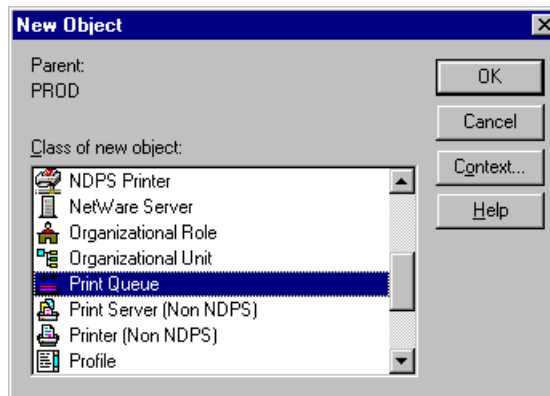 New Object
Parent:
PROD
Class of new object:
NDPS Printer
NetWare Server
Organizational Role
Organizational Unit
Print Queue
Print Server (Non NDPS)
Printer (Non NDPS)
Profile
OK
Cancel
Context...
Help